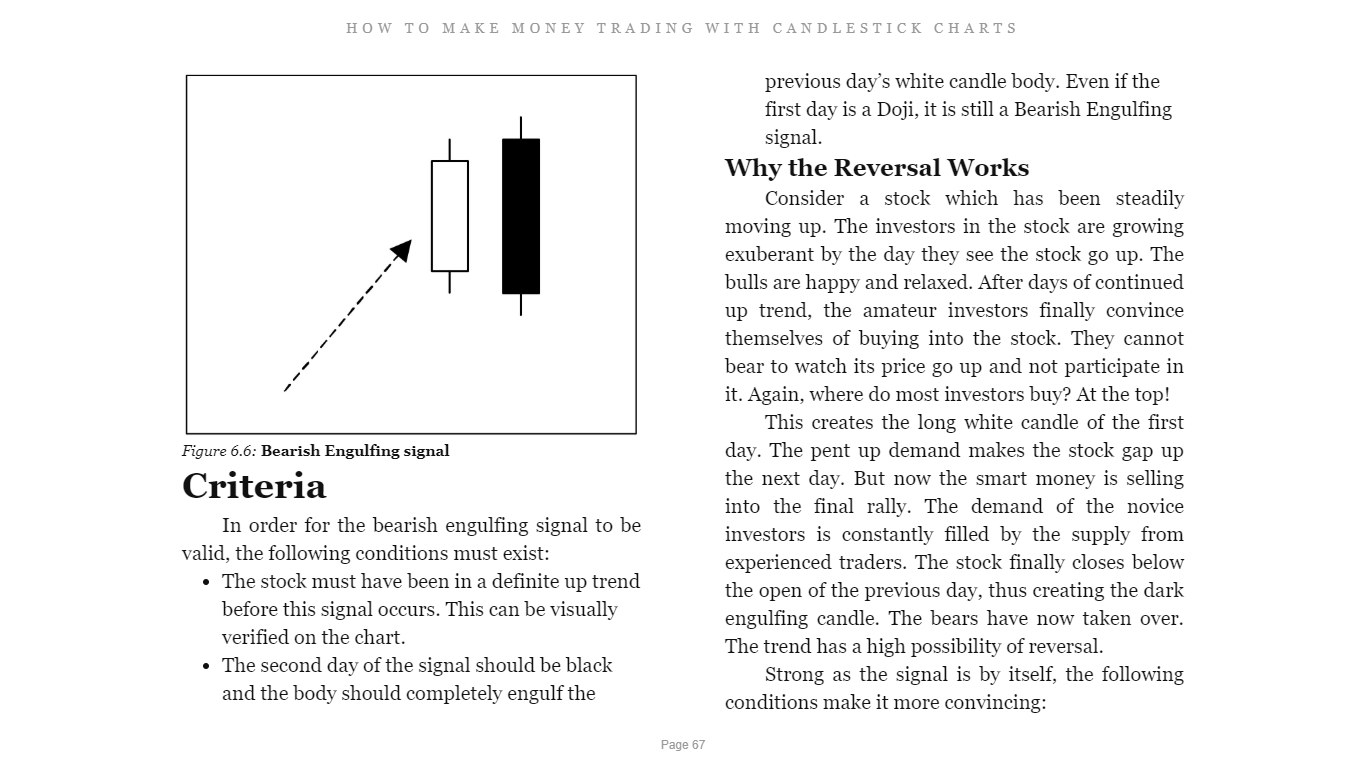 HOW TO MAKE MONEY TRADING WITH CANDLESTICK CHARTS
Figure 6.6: Bearish Engulfing signal
Criteria
In order for the bearish engulfing signal to be
valid, the following conditions must exist:
• The stock must have been in a definite up trend
before this signal occurs. This can be visually
verified on the chart.
• The second day of the signal should be black
and the body should completely engulf the
previous day’s white candle body. Even if the
first day is a Doji, it is still a Bearish Engulfing
signal.
Why the Reversal Works
Consider a stock which has been steadily
moving up. The investors in the stock are growing
exuberant by the day they see the stock go up. The
bulls are happy and relaxed. After days of continued
up trend, the amateur investors finally convince
themselves of buying into the stock. They cannot
bear to watch its price go up and not participate in
it. Again, where do most investors buy? At the top!
This creates the long white candle of the first
day. The pent up demand makes the stock gap up
the next day. But now the smart money is selling
into the final rally. The demand of the novice
investors is constantly filled by the supply from
experienced traders. The stock finally closes below
the open of the previous day, thus creating the dark
engulfing candle. The bears have now taken over.
The trend has a high possibility of reversal.
Strong as the signal is by itself, the following
conditions make it more convincing:
Page 67